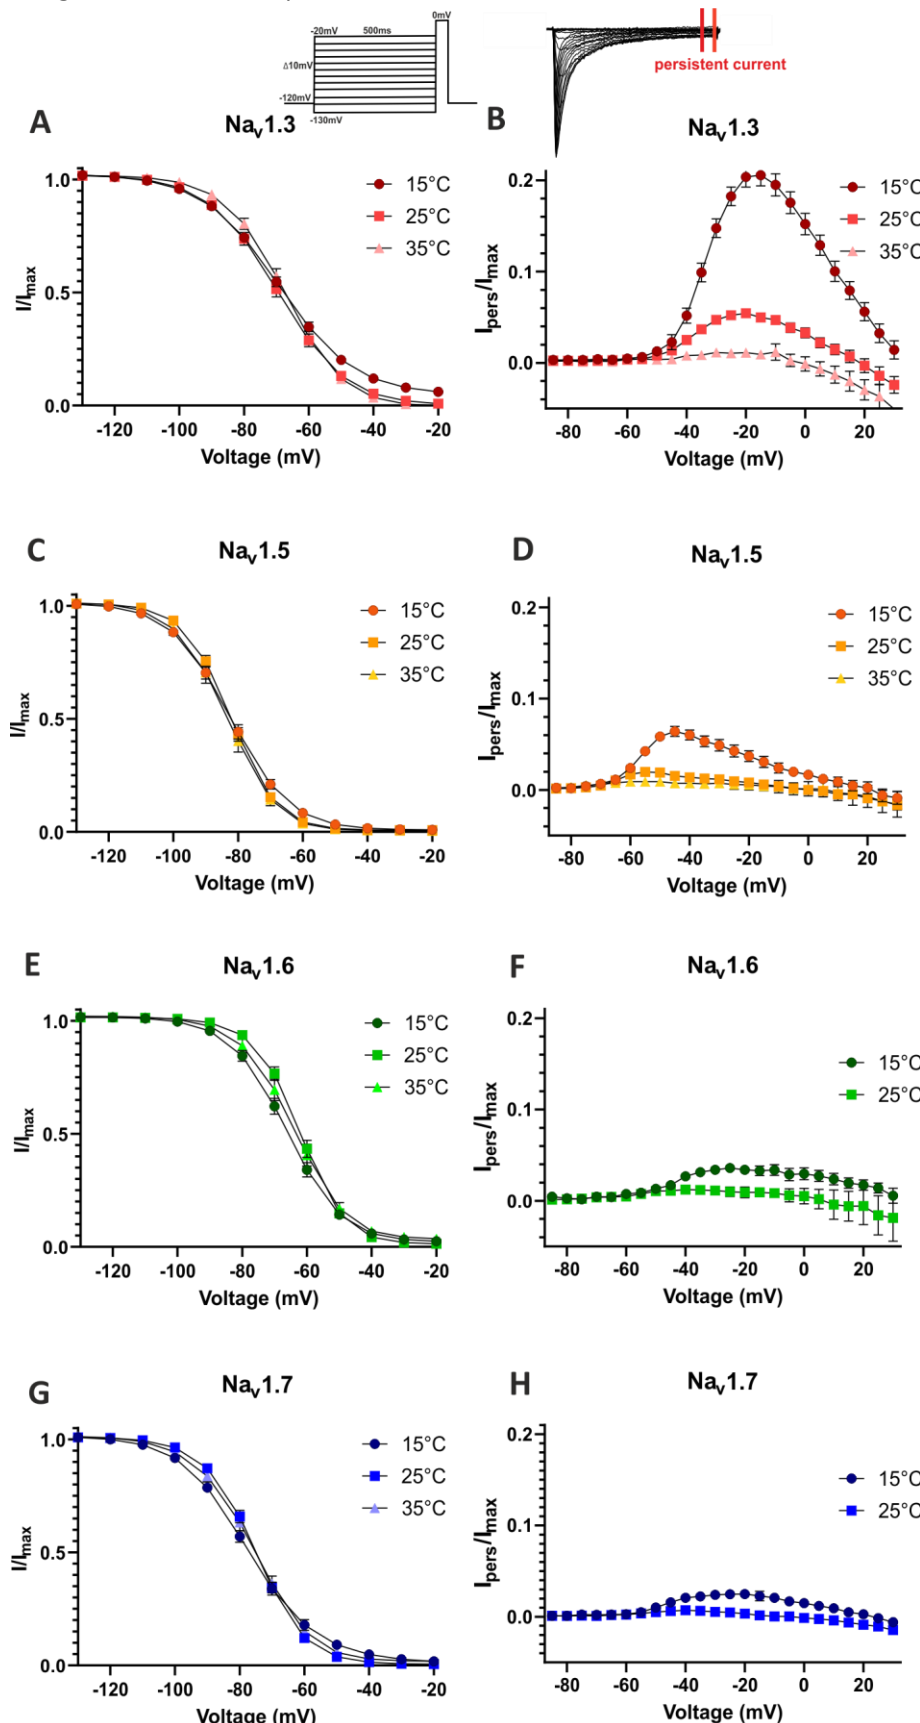 -20mV 500ms 0mV
Δ10mV
-120mV
-130mV
persistent current
A Nav1.3
I/Imax
1.0
0.5
0.0
15°C
25°C
35°C
-120 -100 -80 -60 -40 -20
Voltage (mV)
B Nav1.3
Ipers/Imax
0.2
0.1
0.0
15°C
25°C
35°C
-80 -60 -40 -20 0 20
Voltage (mV)
C Nav1.5
I/Imax
1.0
0.5
0.0
15°C
25°C
35°C
-120 -100 -80 -60 -40 -20
Voltage (mV)
D Nav1.5
Ipers/Imax
0.2
0.1
0.0
15°C
25°C
35°C
-80 -60 -40 -20 0 20
Voltage (mV)
E Nav1.6
I/Imax
1.0
0.5
0.0
15°C
25°C
35°C
-120 -100 -80 -60 -40 -20
Voltage (mV)
F Nav1.6
Ipers/Imax
0.2
0.1
0.0
15°C
25°C
-80 -60 -40 -20 0 20
Voltage (mV)
G Nav1.7
I/Imax
1.0
0.5
0.0
15°C
25°C
35°C
-120 -100 -80 -60 -40 -20
Voltage (mV)
H Nav1.7
Ipers/Imax
0.2
0.1
0.0
15°C
25°C
-80 -60 -40 -20 0 20
Voltage (mV)